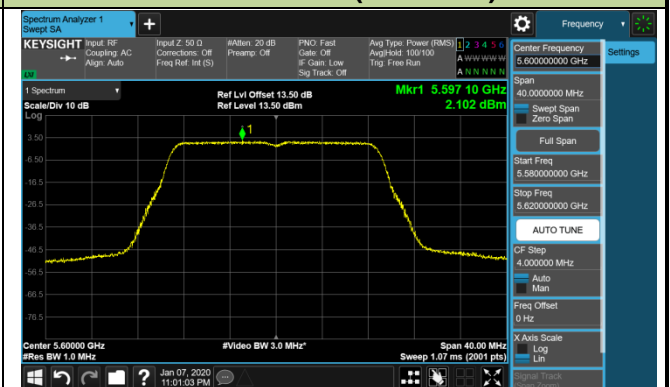 Spectrum Analyzer 1
Swept SA
Frequency
KEYSIGHT
Input: RF
Coupling: AC
Align: Auto
Input Z: 50 Ω
Corrections: Off
Freq Ref: Int (S)
#Atten: 20 dB
Preamp: Off
PNO: Fast
Gate: Off
IF Gain: Low
Sig Track: Off
Avg Type: Power (RMS)
Avg|Hold: 100/100
Trig: Free Run
1 2 3 4 5 6
A W W W W W
A N N N N N
LXI
1 Spectrum
Scale/Div 10 dB
Log
Ref Lvl Offset 13.50 dB
Ref Level 13.50 dBm
Mkr1 5.597 10 GHz
2.102 dBm
1
3.50
-6.50
-16.5
-26.5
-36.5
-46.5
-56.5
-66.5
-76.5
Center 5.60000 GHz
#Res BW 1.0 MHz
#Video BW 3.0 MHz*
Span 40.00 MHz
Sweep 1.07 ms (2001 pts)
Center Frequency
5.600000000 GHz
Settings
Span
40.0000000 MHz
Swept Span
Zero Span
Full Span
Start Freq
5.580000000 GHz
Stop Freq
5.620000000 GHz
AUTO TUNE
CF Step
4.000000 MHz
Auto
Man
Freq Offset
0 Hz
X Axis Scale
Log
Lin
Signal Track
Jan 07, 2020
11:01:03 PM